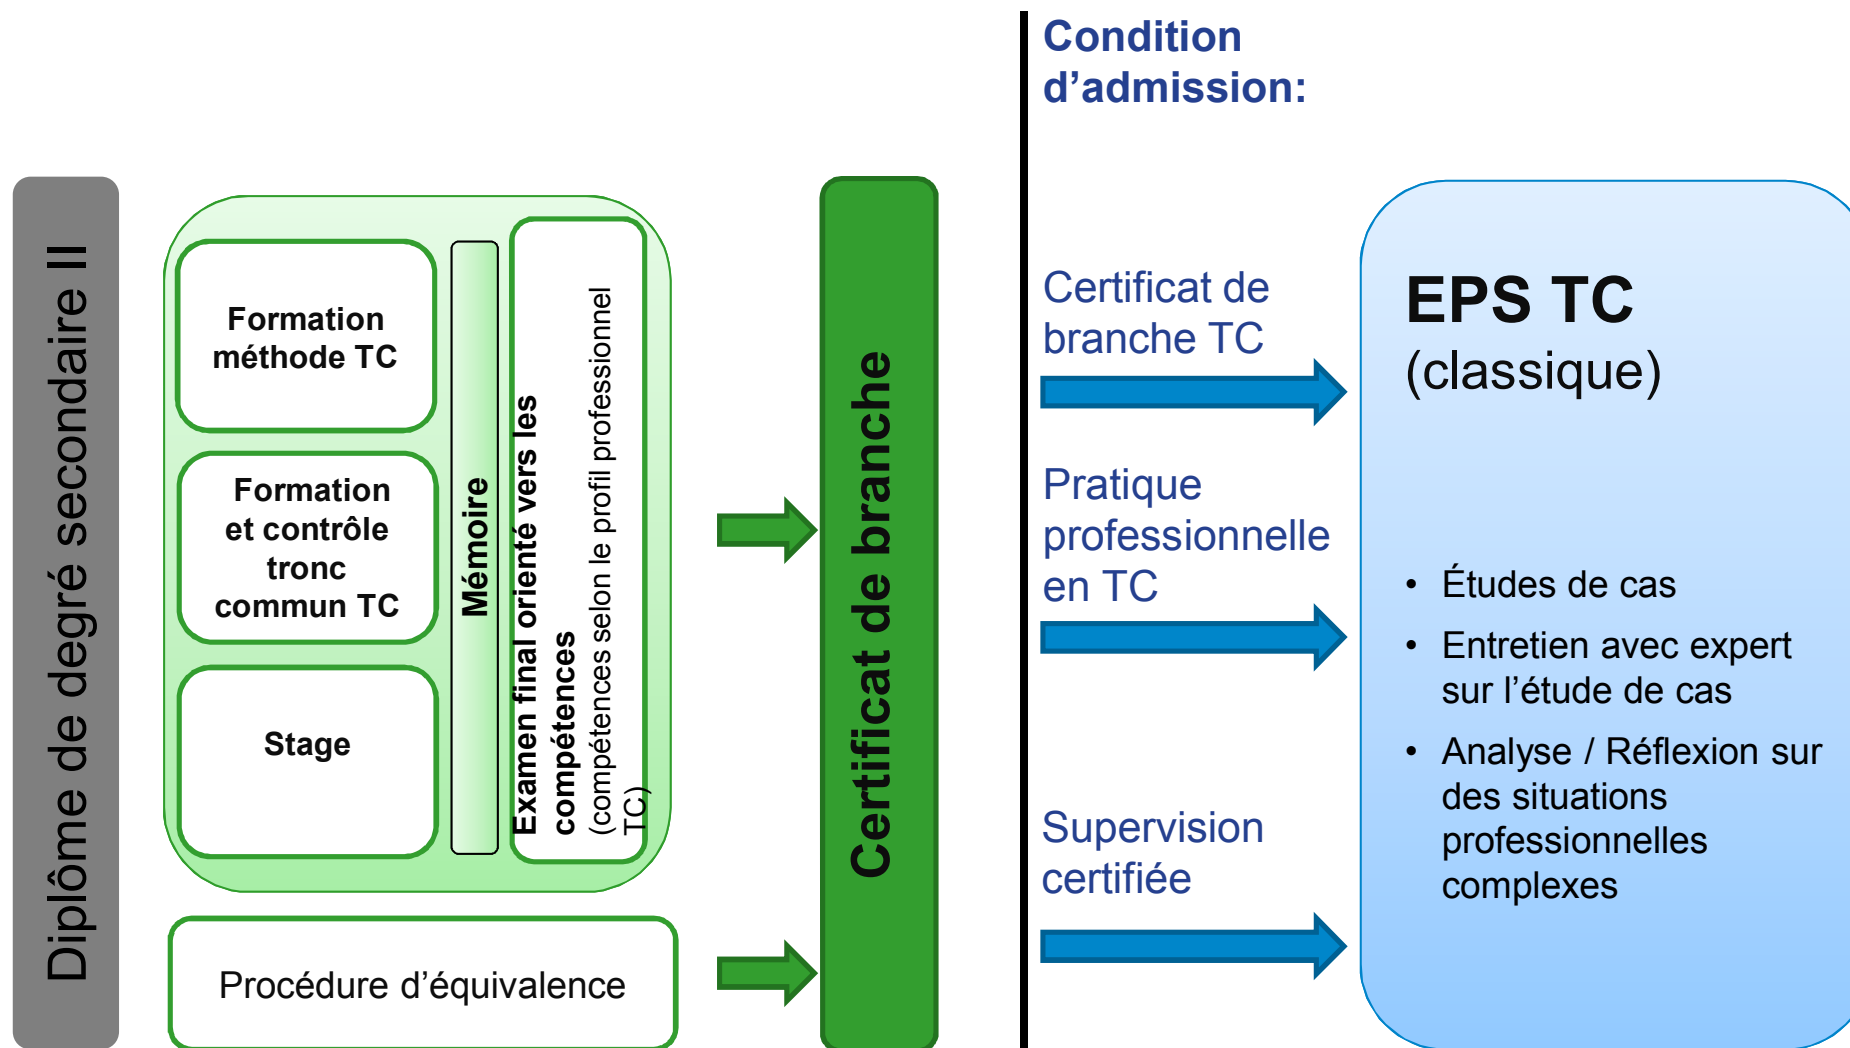 Diplôme de degré secondaire II
Formation
méthode TC
Formation
et contrôle
tronc
commun TC
Stage
Mémoire
Examen final orienté vers les
compétences
(compétences selon le profil professionnel
TC)
Procédure d’équivalence
Certificat de branche
Condition
d’admission:
Certificat de
branche TC
Pratique
professionnelle
en TC
Supervision
certifiée
EPS TC
(classique)
• Études de cas
• Entretien avec expert
sur l’étude de cas
• Analyse / Réflexion sur
des situations
professionnelles
complexes